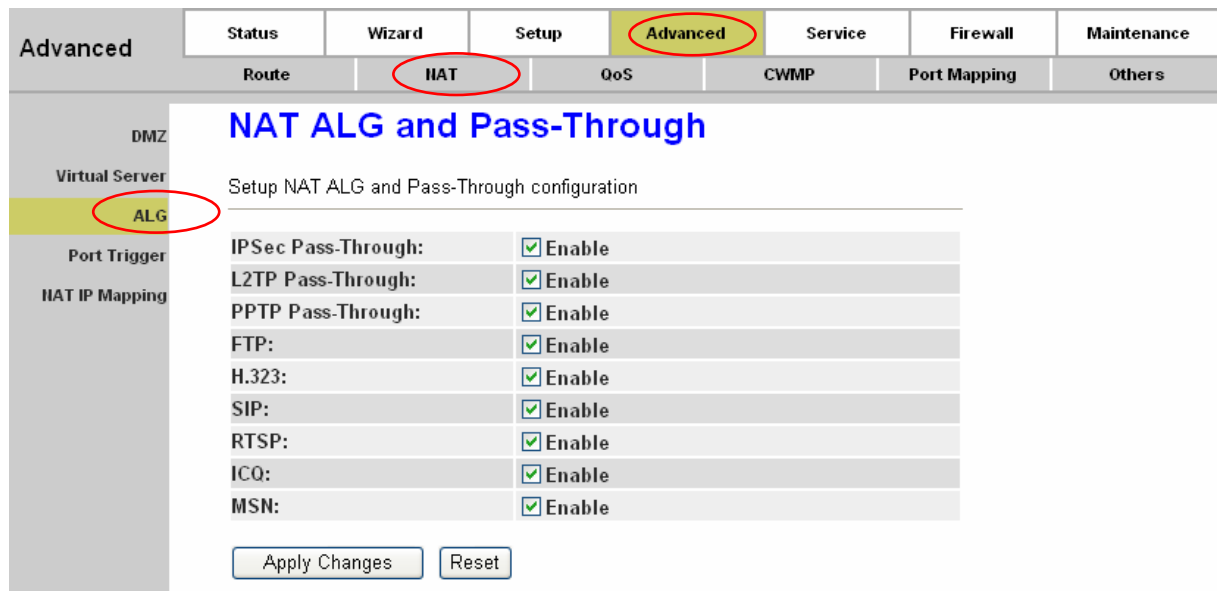 Advanced
Status Wizard Setup Advanced Service Firewall Maintenance
Route NAT QoS CWMP Port Mapping Others
DMZ
Virtual Server
ALG
Port Trigger
NAT IP Mapping
NAT ALG and Pass-Through
Setup NAT ALG and Pass-Through configuration
IPSec Pass-Through: Enable
L2TP Pass-Through: Enable
PPTP Pass-Through: Enable
FTP: Enable
H.323: Enable
SIP: Enable
RTSP: Enable
ICQ: Enable
MSN: Enable
Apply Changes Reset